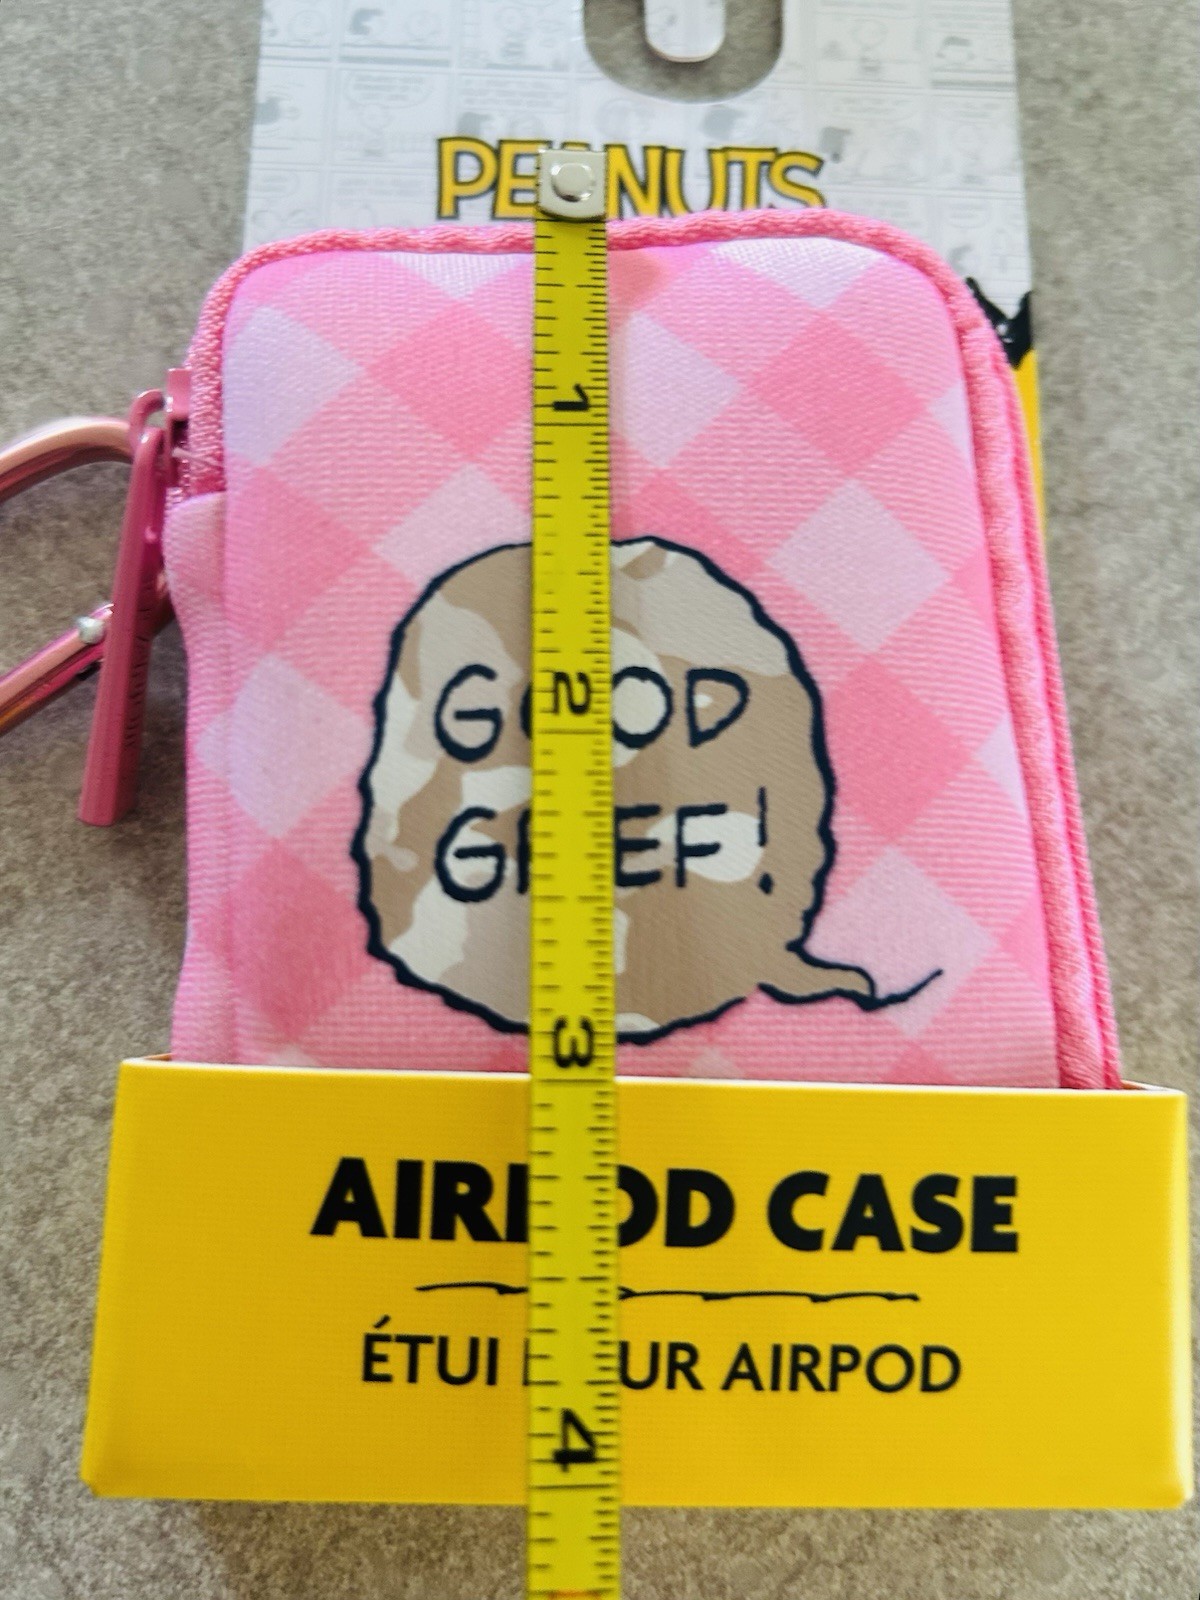 PEANUTS
1
2
GOOD
GRIEF!
3
AIRPOD CASE
ÉTUI POUR AIRPOD
4